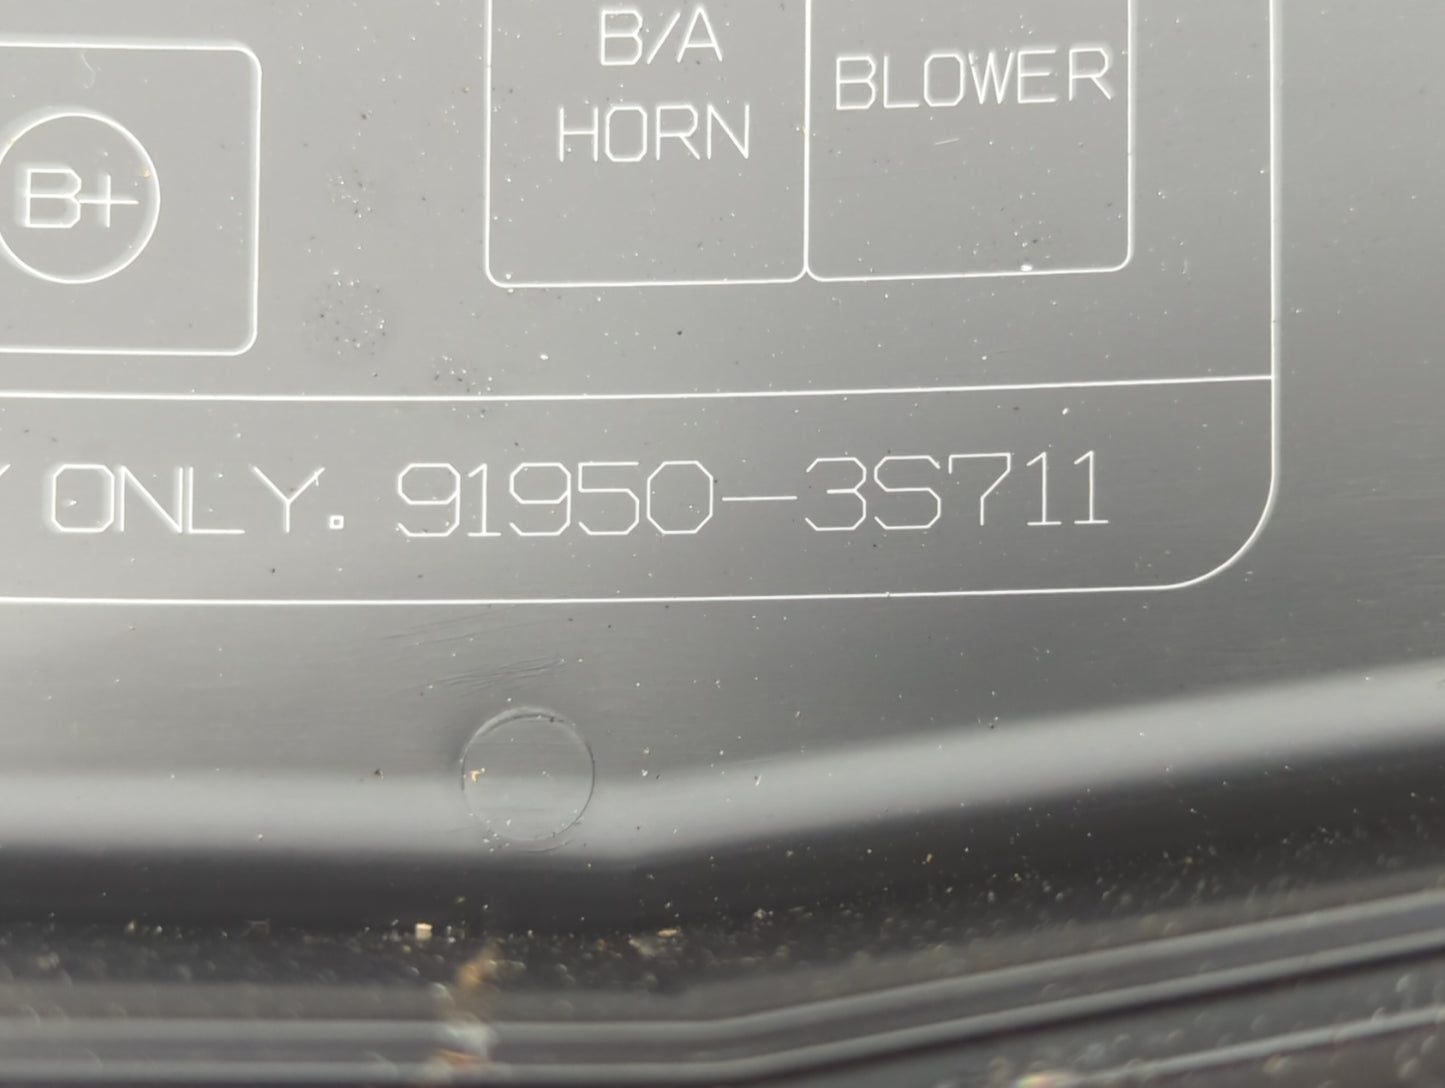 B/A
HORN
BLOWER
B+
ONLY. 91950-3S711